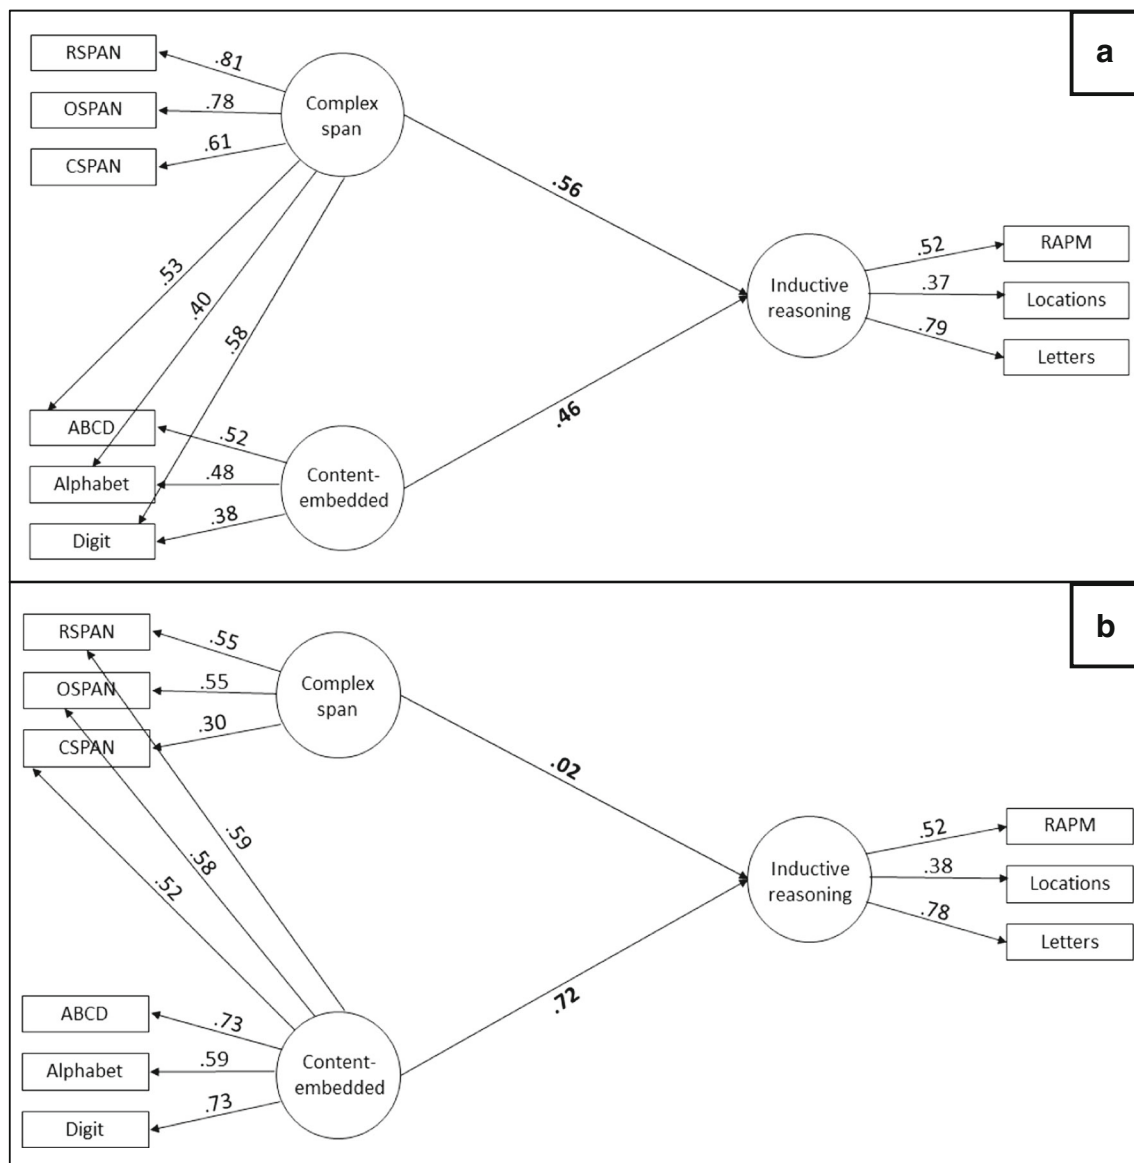 a
RSPAN
OSPAN
CSPAN
.81
.78
.61
Complex
span
.53
.40
.58
.56
.46
Inductive
reasoning
.52
.37
.79
RAPM
Locations
Letters
ABCD
Alphabet
Digit
.52
.48
.38
Content-
embedded
b
RSPAN
OSPAN
CSPAN
.55
.55
.30
Complex
span
.59
.58
.52
.02
.72
Inductive
reasoning
.52
.38
.78
RAPM
Locations
Letters
ABCD
Alphabet
Digit
.73
.59
.73
Content-
embedded